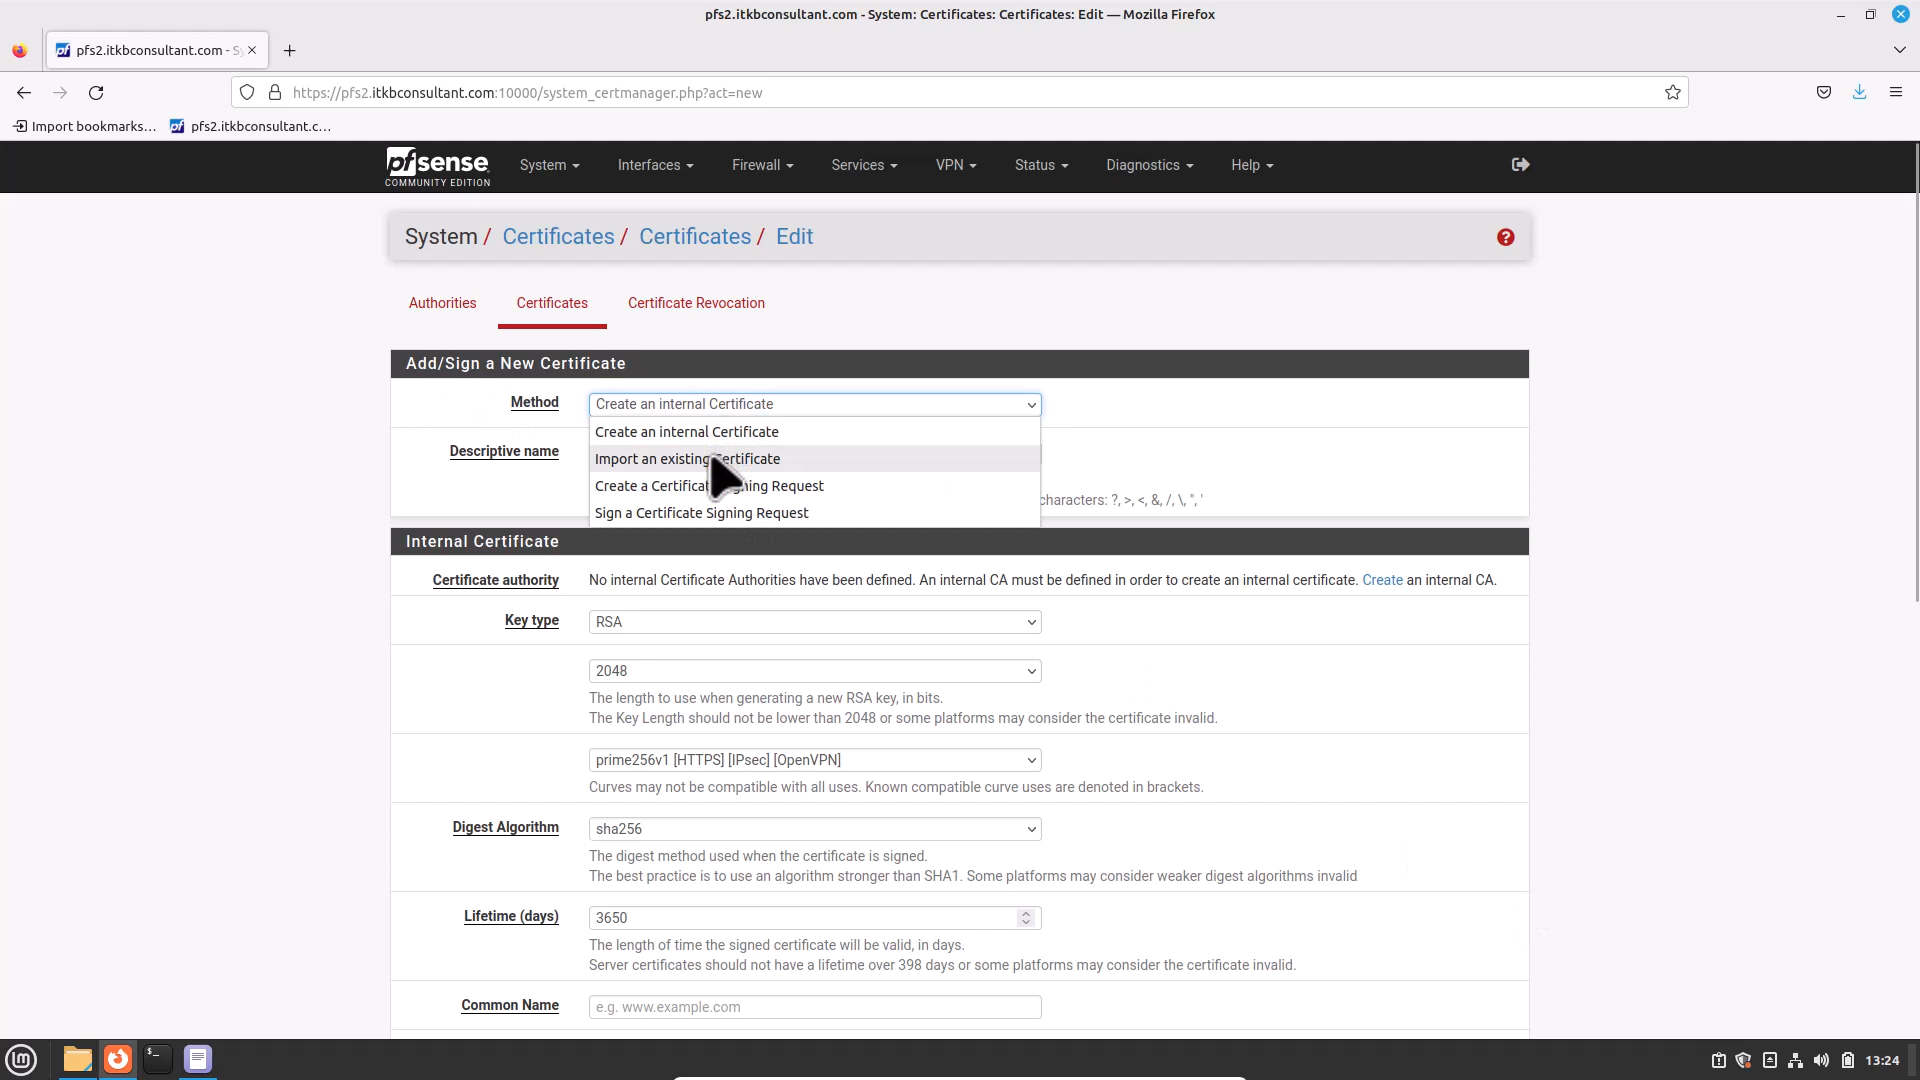 pfs2.itkbconsultant.com - System: Certificates: Certificates: Edit — Mozilla Firefox
pfs2.itkbconsultant.com - S
https://pfs2.itkbconsultant.com:10000/system_certmanager.php?act=new
Import bookmarks...
pfs2.itkbconsultant.c...
pfsense
COMMUNITY EDITION
System
Interfaces
Firewall
Services
VPN
Status
Diagnostics
Help
System / Certificates / Certificates / Edit
Authorities
Certificates
Certificate Revocation
Add/Sign a New Certificate
Method
Create an internal Certificate
Create an internal Certificate
Import an existing Certificate
Create a Certificate Signing Request
Sign a Certificate Signing Request
Descriptive name
characters: ?, >, <, &, /, \, ", '
Internal Certificate
Certificate authority
No internal Certificate Authorities have been defined. An internal CA must be defined in order to create an internal certificate. Create an internal CA.
Key type
RSA
2048
The length to use when generating a new RSA key, in bits.
The Key Length should not be lower than 2048 or some platforms may consider the certificate invalid.
prime256v1 [HTTPS] [IPsec] [OpenVPN]
Curves may not be compatible with all uses. Known compatible curve uses are denoted in brackets.
Digest Algorithm
sha256
The digest method used when the certificate is signed.
The best practice is to use an algorithm stronger than SHA1. Some platforms may consider weaker digest algorithms invalid
Lifetime (days)
3650
The length of time the signed certificate will be valid, in days.
Server certificates should not have a lifetime over 398 days or some platforms may consider the certificate invalid.
Common Name
e.g. www.example.com
13:24